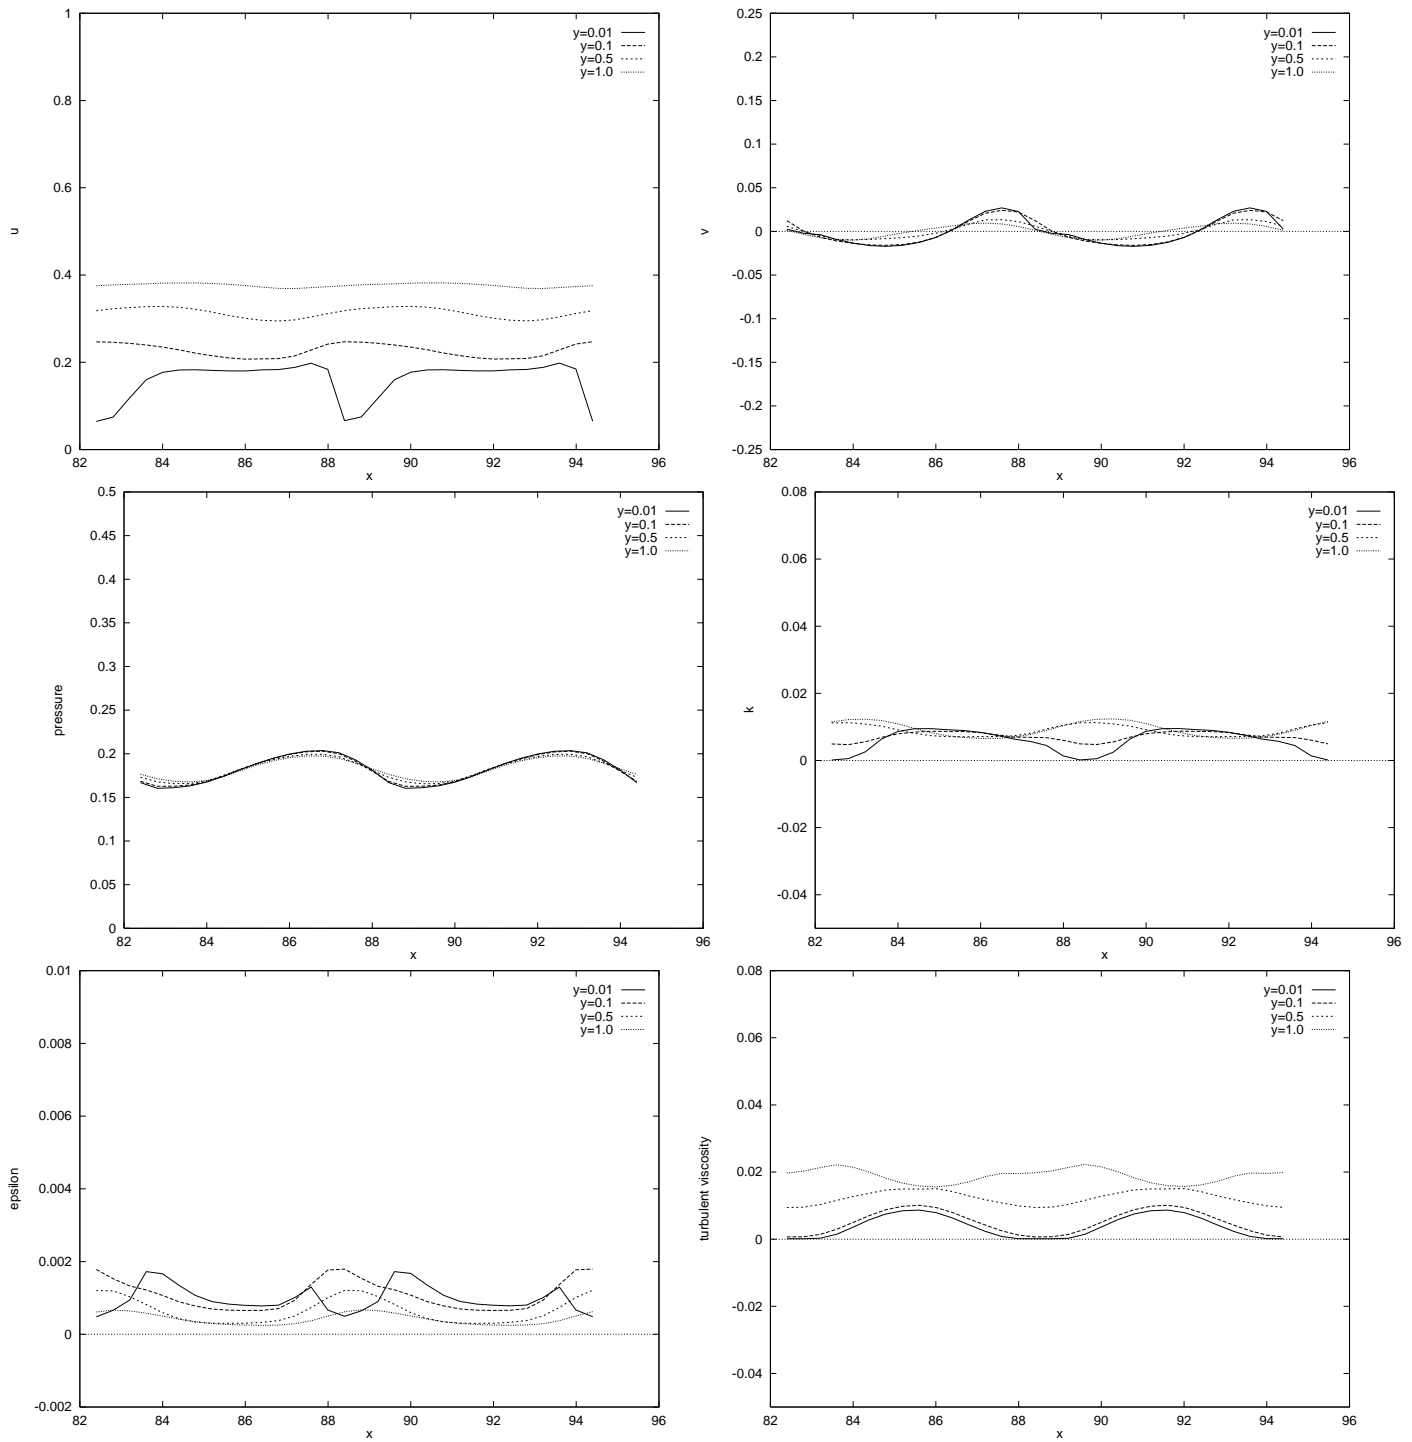 1
0.8
0.6
0.4
0.2
0
82 84 86 88 90 92 94 96
u
x
y=0.01
y=0.1
y=0.5
y=1.0
0.25
0.2
0.15
0.1
0.05
0
-0.05
-0.1
-0.15
-0.2
-0.25
82 84 86 88 90 92 94 96
v
x
y=0.01
y=0.1
y=0.5
y=1.0
0.5
0.45
0.4
0.35
0.3
0.25
0.2
0.15
0.1
0.05
0
82 84 86 88 90 92 94 96
pressure
x
y=0.01
y=0.1
y=0.5
y=1.0
0.08
0.06
0.04
0.02
0
-0.02
-0.04
82 84 86 88 90 92 94 96
k
x
y=0.01
y=0.1
y=0.5
y=1.0
0.01
0.008
0.006
0.004
0.002
0
-0.002
82 84 86 88 90 92 94 96
epsilon
x
y=0.01
y=0.1
y=0.5
y=1.0
0.08
0.06
0.04
0.02
0
-0.02
-0.04
82 84 86 88 90 92 94 96
turbulent viscosity
x
y=0.01
y=0.1
y=0.5
y=1.0